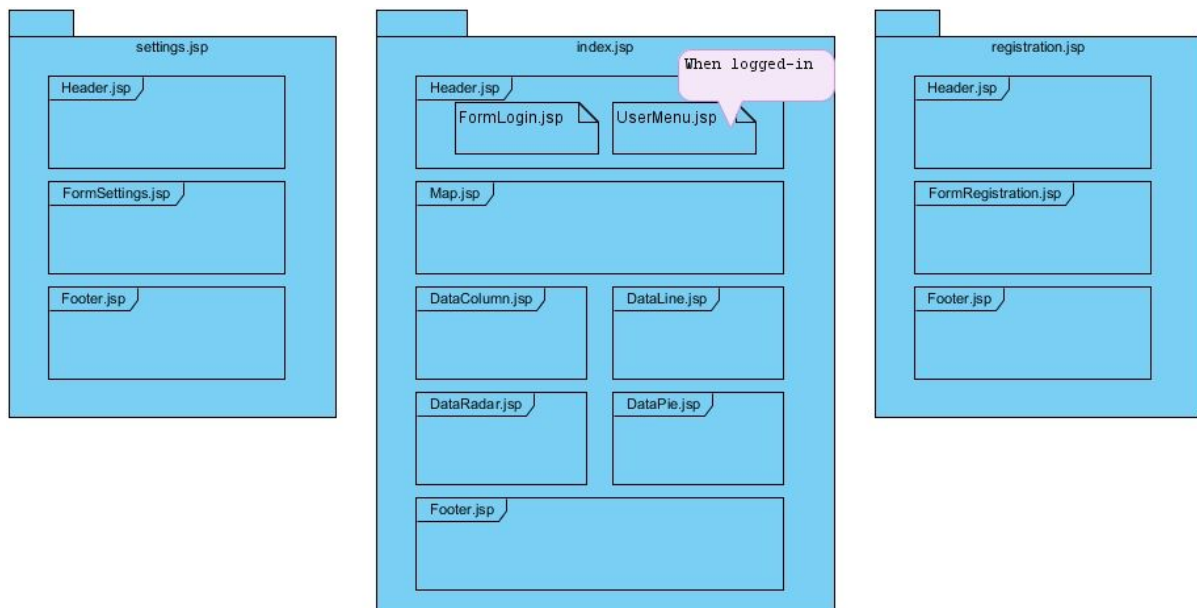 settings.jsp
Header.jsp
FormSettings.jsp
Footer.jsp
index.jsp
When logged-in
Header.jsp
FormLogin.jsp
UserMenu.jsp
Map.jsp
DataColumn.jsp
DataLine.jsp
DataRadar.jsp
DataPie.jsp
Footer.jsp
registration.jsp
Header.jsp
FormRegistration.jsp
Footer.jsp